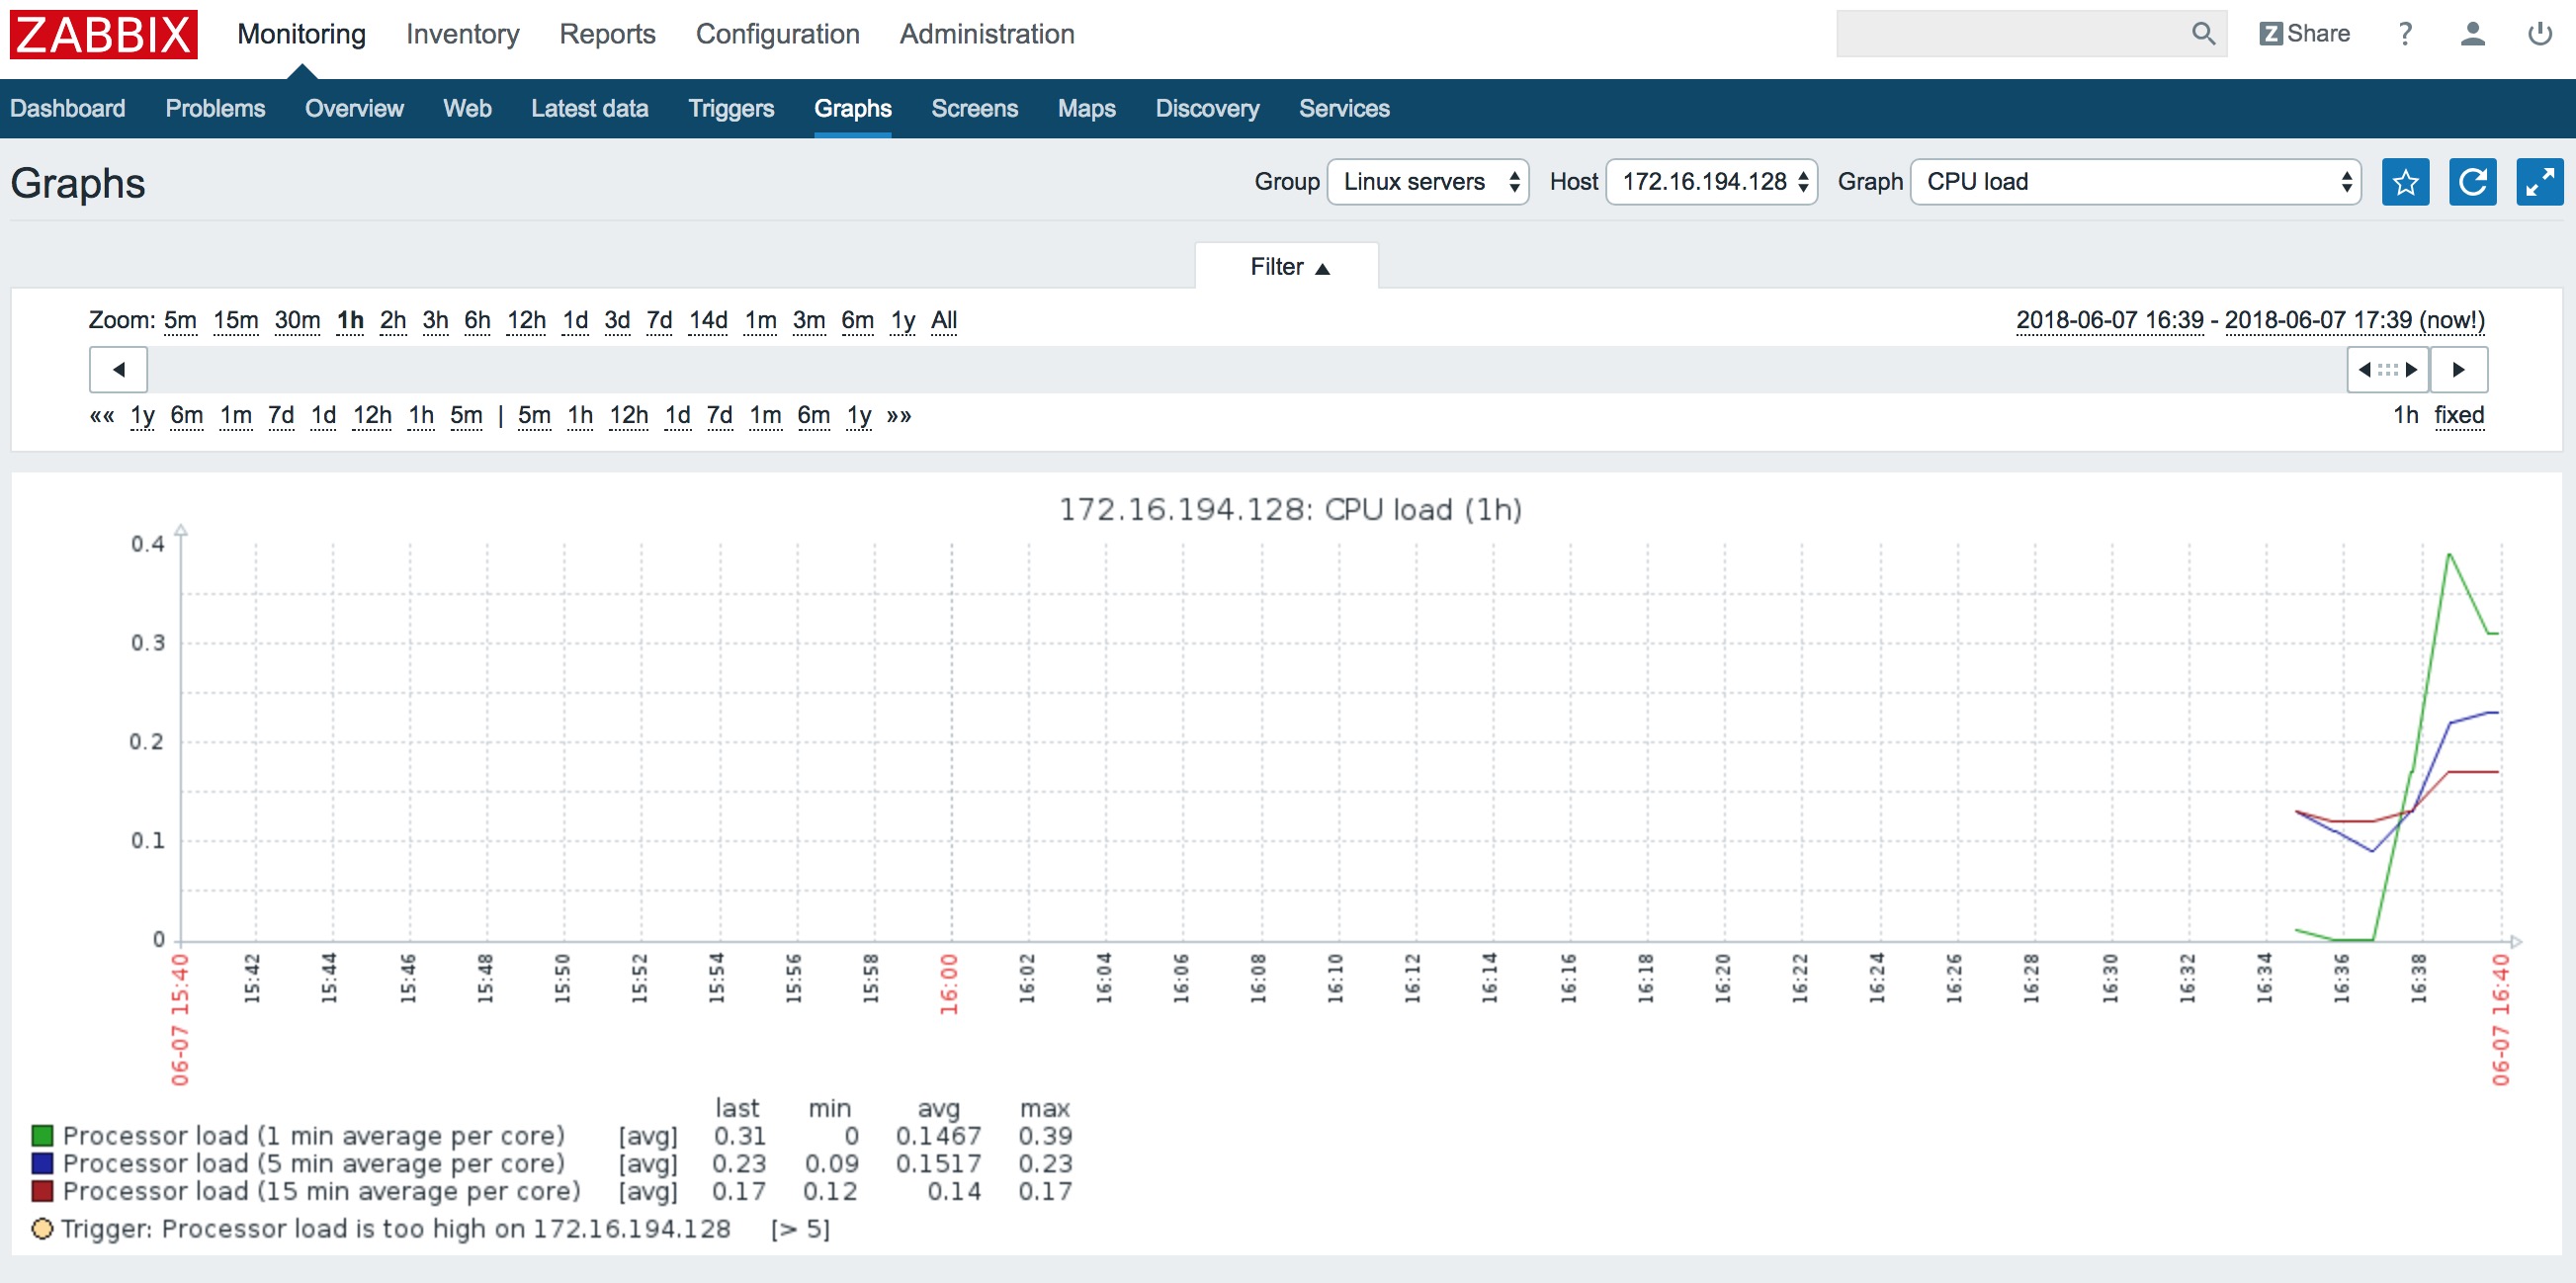 ZABBIX Monitoring Inventory Reports Configuration Administration Z Share ?
Dashboard Problems Overview Web Latest data Triggers Graphs Screens Maps Discovery Services
Graphs Group Linux servers Host 172.16.194.128 Graph CPU load
Filter ▲
Zoom: 5m 15m 30m 1h 2h 3h 6h 12h 1d 3d 7d 14d 1m 3m 6m 1y All 2018-06-07 16:39 - 2018-06-07 17:39 (now!)
«« 1y 6m 1m 7d 1d 12h 1h 5m | 5m 1h 12h 1d 7d 1m 6m 1y »» 1h fixed
172.16.194.128: CPU load (1h)
0.4
0.3
0.2
0.1
0
06-07 15:40 15:42 15:44 15:46 15:48 15:50 15:52 15:54 15:56 15:58 16:00 16:02 16:04 16:06 16:08 16:10 16:12 16:14 16:16 16:18 16:20 16:22 16:24 16:26 16:28 16:30 16:32 16:34 16:36 16:38 06-07 16:40
last min avg max
Processor load (1 min average per core) [avg] 0.31 0 0.1467 0.39
Processor load (5 min average per core) [avg] 0.23 0.09 0.1517 0.23
Processor load (15 min average per core) [avg] 0.17 0.12 0.14 0.17
Trigger: Processor load is too high on 172.16.194.128 [> 5]